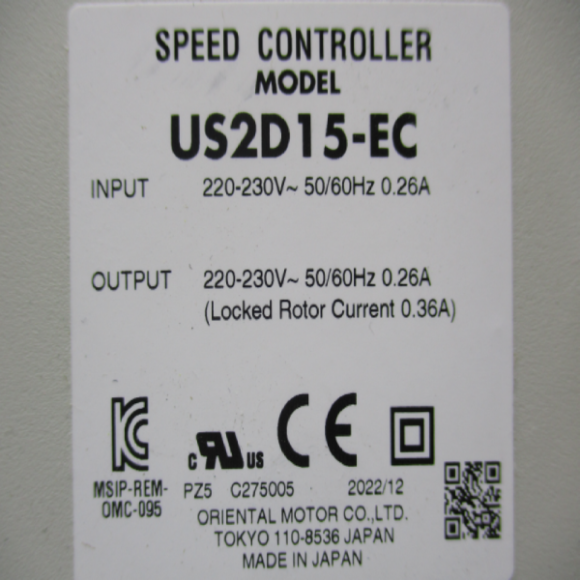 SPEED CONTROLLER
MODEL
US2D15-EC
INPUT 220-230V~ 50/60Hz 0.26A
OUTPUT 220-230V~ 50/60Hz 0.26A
(Locked Rotor Current 0.36A)
c RU US CE
MSIP-REM-
OMC-095
PZ5 C275005 2022/12
ORIENTAL MOTOR CO.,LTD.
TOKYO 110-8536 JAPAN
MADE IN JAPAN